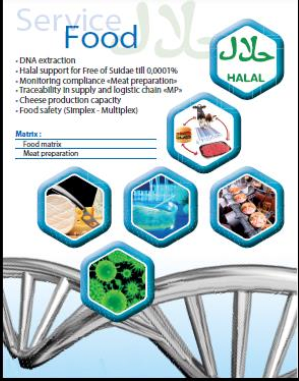 Service
Food
حلال
حلال
HALAL
- DNA extraction
- Halal support for Free of Suidae till 0,0001%
- Monitoring compliance «Meat preparation»
- Traceability in supply and logistic chain «MP»
- Cheese production capacity
- Food safety (Simplex - Multiplex)
Matrix :
Food matrix
Meat preparation